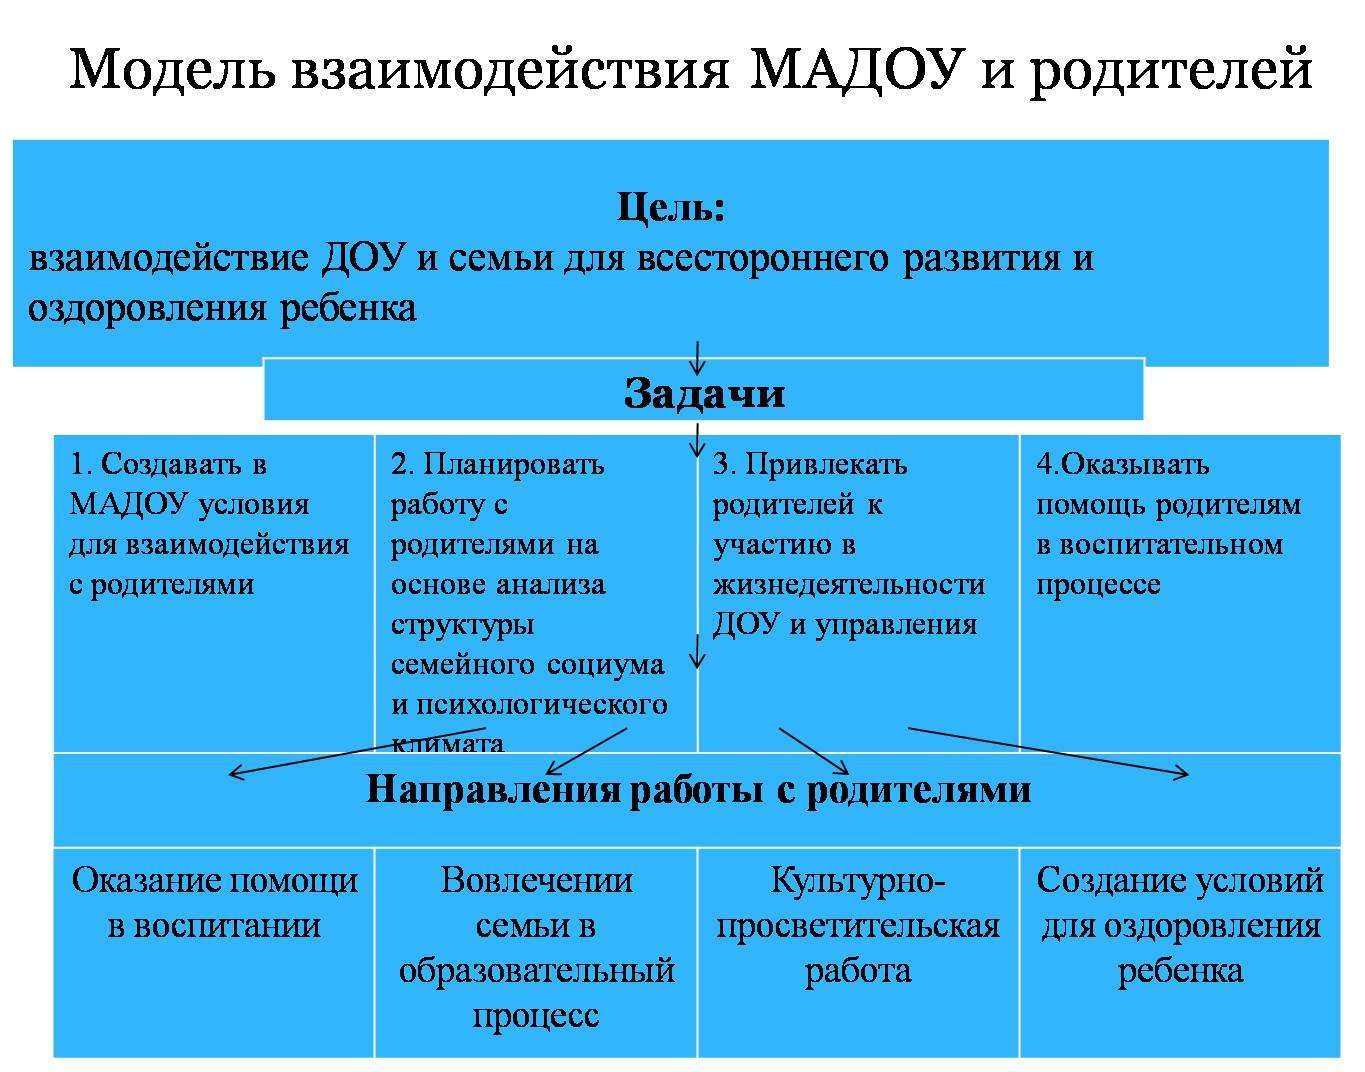 Модель взаимодействия МАДОУ и родителей
Цель:
взаимодействие ДОУ и семьи для всестороннего развития и
оздоровления ребенка
Задачи
1. Создавать в
МАДОУ условия
для взаимодействия
с родителями
2. Планировать
работу с
родителями на
основе анализа
структуры
семейного социума
и психологического
климата
3. Привлекать
родителей к
участию в
жизнедеятельности
ДОУ и управления
4.Оказывать
помощь родителям
в воспитательном
процессе
Направления работы с родителями
Оказание помощи
в воспитании
Вовлечении
семьи в
образовательный
процесс
Культурно-
просветительская
работа
Создание условий
для оздоровления
ребенка